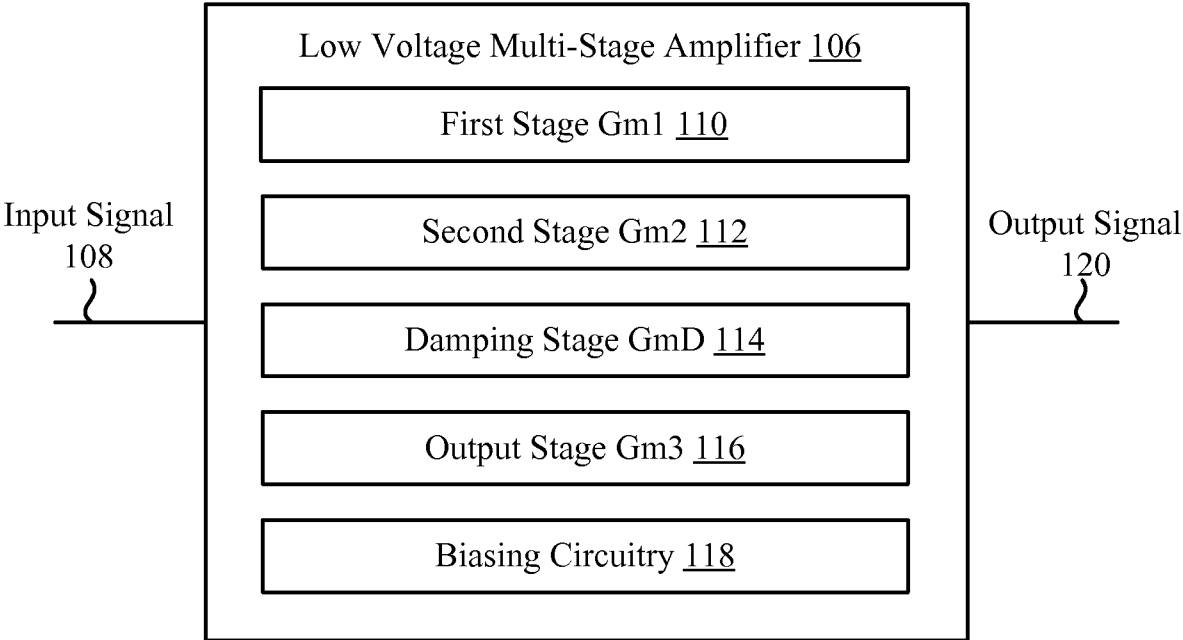 Low Voltage Multi-Stage Amplifier 106
First Stage Gm1 110
Input Signal
108
Second Stage Gm2 112
Output Signal
120
Damping Stage GmD 114
Output Stage Gm3 116
Biasing Circuitry 118